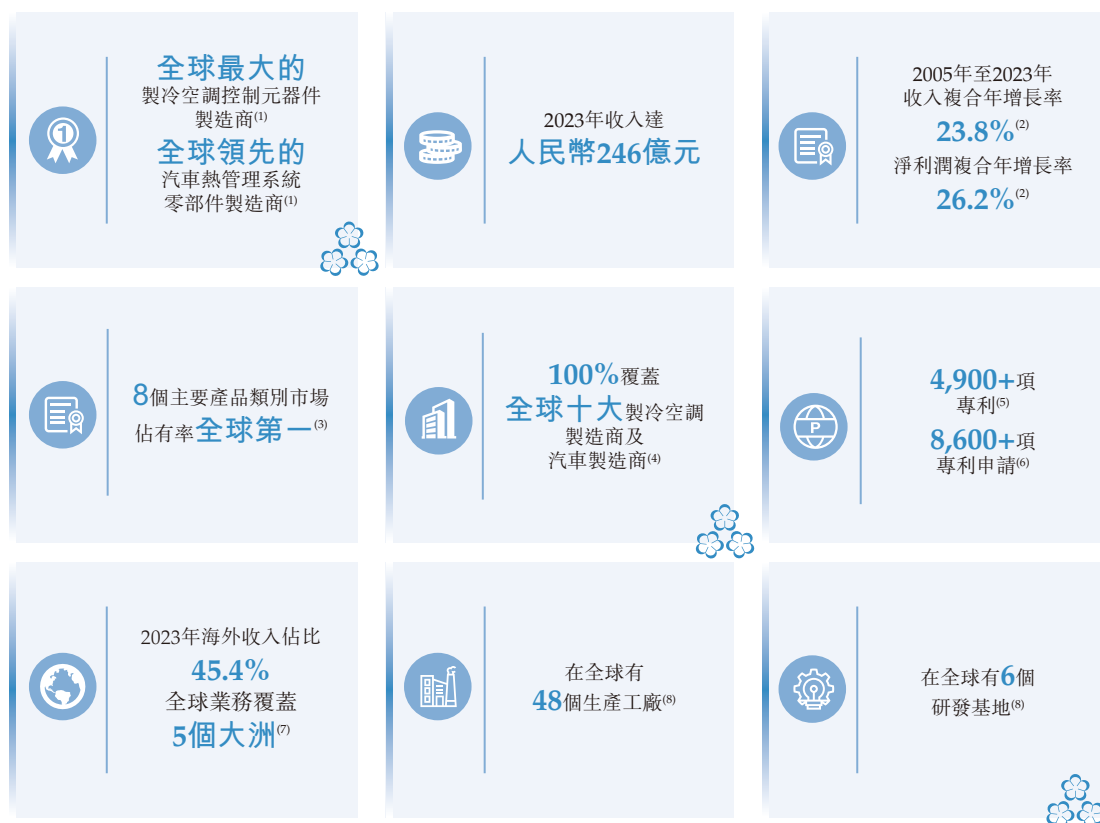 全球最大的
製冷空調控制元器件
製造商(1)
全球領先的
汽車熱管理系統
零部件製造商(1)
2023年收入達
人民幣246億元
2005年至2023年
收入複合年增長率
23.8%(2)
淨利潤複合年增長率
26.2%(2)
8個主要產品類別市場
佔有率全球第一(3)
100%覆蓋
全球十大製冷空調
製造商及
汽車製造商(4)
4,900+項
專利(5)
8,600+項
專利申請(6)
2023年海外收入佔比
45.4%
全球業務覆蓋
5個大洲(7)
在全球有
48個生產工廠(8)
在全球有6個
研發基地(8)